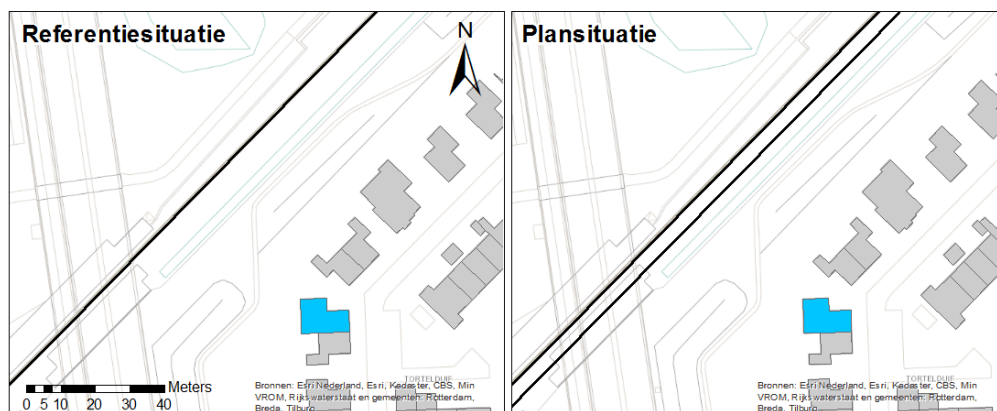 Referentiesituatie
N
TORTELDUIF
Meters
0 5 10 20 30 40
Bronnen: Esri Nederland, Esri, Kadaster, CBS, Min
VROM, Rijkswaterstaat en gemeenten: Rotterdam,
Breda, Tilburg
Plansituatie
TORTELDUIF
Bronnen: Esri Nederland, Esri, Kadaster, CBS, Min
VROM, Rijkswaterstaat en gemeenten: Rotterdam,
Breda, Tilburg